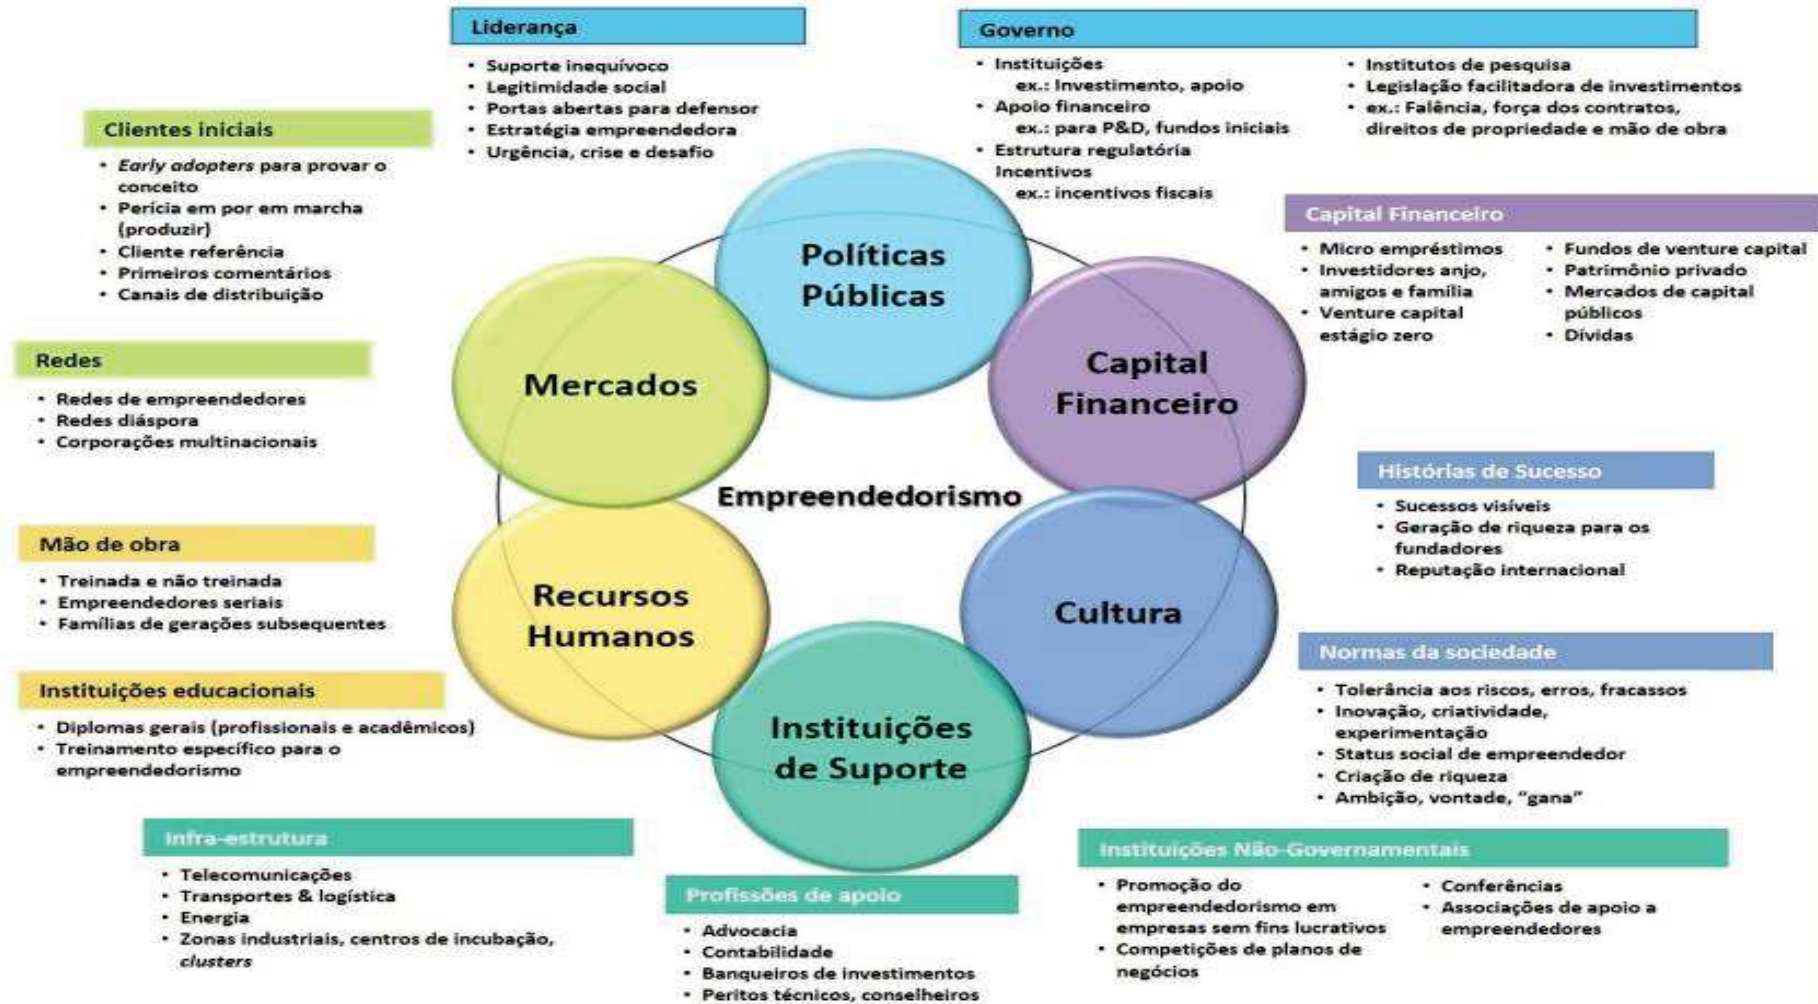 Liderança
• Suporte inequívoco
• Legitimidade social
• Portas abertas para defensor
• Estratégia empreendedora
• Urgência, crise e desafio
Governo
• Instituições
ex.: Investimento, apoio
• Apoio financeiro
ex.: para P&D, fundos iniciais
• Estrutura regulatória
Incentivos
ex.: incentivos fiscais
• Institutos de pesquisa
• Legislação facilitadora de investimentos
• ex.: Falência, força dos contratos,
direitos de propriedade e mão de obra
Clientes iniciais
• Early adopters para provar o
conceito
• Perícia em por em marcha
(produzir)
• Cliente referência
• Primeiros comentários
• Canais de distribuição
Capital Financeiro
• Micro empréstimos
• Investidores anjo,
amigos e família
• Venture capital
estágio zero
• Fundos de venture capital
• Patrimônio privado
• Mercados de capital
públicos
• Dívidas
Redes
• Redes de empreendedores
• Redes diáspora
• Corporações multinacionais
Políticas
Públicas
Mercados
Capital
Financeiro
Empreendedorismo
Recursos
Humanos
Cultura
Instituições
de Suporte
Histórias de Sucesso
• Sucessos visíveis
• Geração de riqueza para os
fundadores
• Reputação internacional
Mão de obra
• Treinada e não treinada
• Empreendedores seriais
• Famílias de gerações subsequentes
Normas da sociedade
• Tolerância aos riscos, erros, fracassos
• Inovação, criatividade,
experimentação
• Status social de empreendedor
• Criação de riqueza
• Ambição, vontade, “gana”
Instituições educacionais
• Diplomas gerais (profissionais e acadêmicos)
• Treinamento específico para o
empreendedorismo
Infra-estrutura
• Telecomunicações
• Transportes & logística
• Energia
• Zonas industriais, centros de incubação,
clusters
Profissões de apoio
• Advocacia
• Contabilidade
• Banqueiros de investimentos
• Peritos técnicos, conselheiros
Instituições Não-Governamentais
• Promoção do
empreendedorismo em
empresas sem fins lucrativos
• Competições de planos de
negócios
• Conferências
• Associações de apoio a
empreendedores